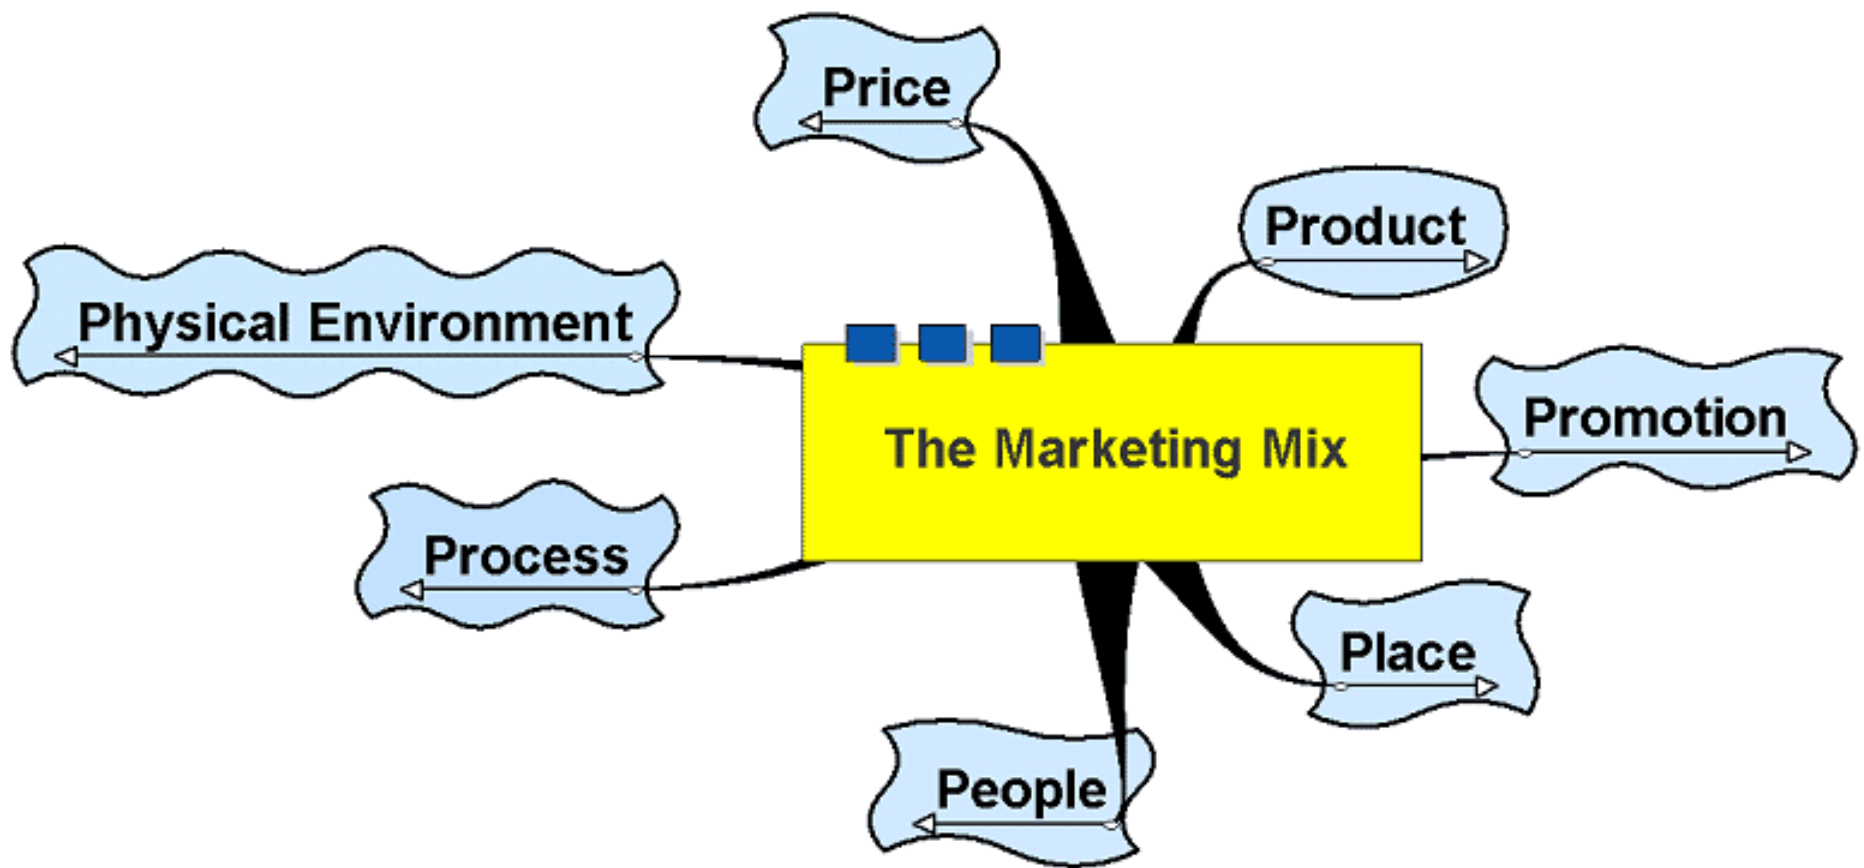 Price
Product
Physical Environment
Promotion
The Marketing Mix
Process
Place
People